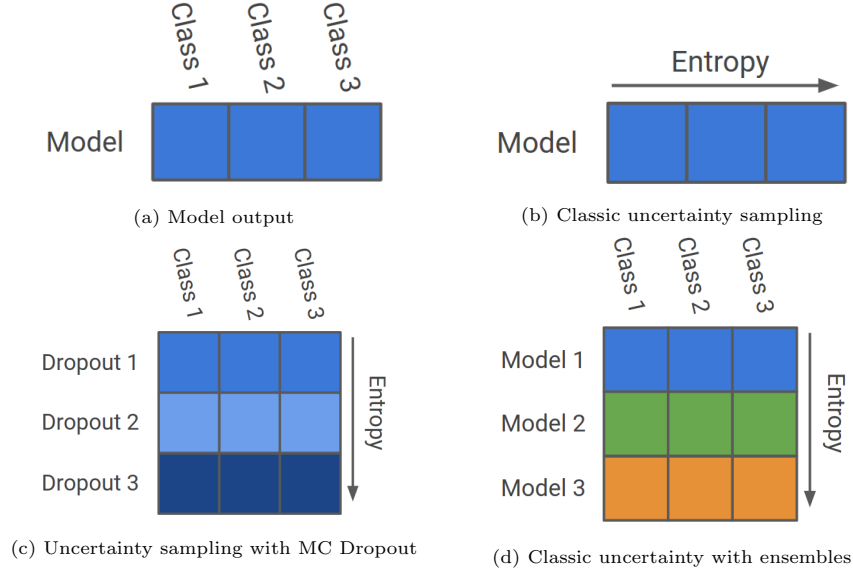 Class 1
Class 2
Class 3
Model
(a) Model output
Entropy
Model
(b) Classic uncertainty sampling
Class 1
Class 2
Class 3
Dropout 1
Dropout 2
Dropout 3
Entropy
(c) Uncertainty sampling with MC Dropout
Class 1
Class 2
Class 3
Model 1
Model 2
Model 3
Entropy
(d) Classic uncertainty with ensembles